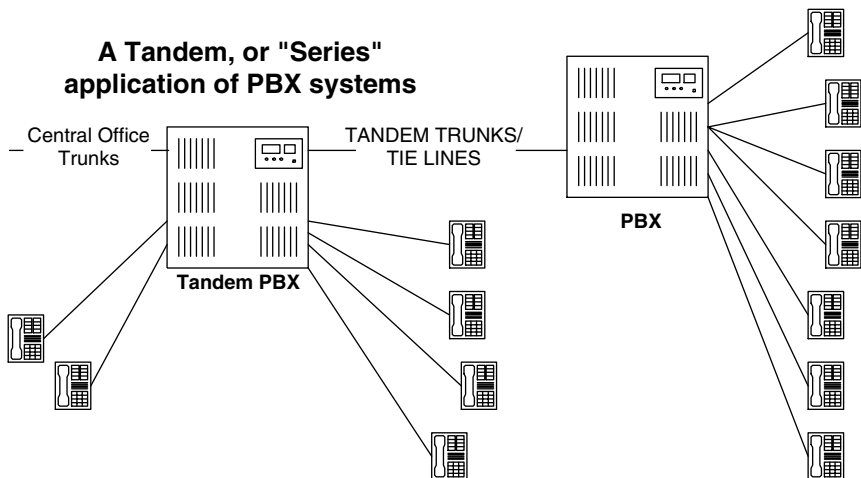 A Tandem, or "Series"
application of PBX systems
Central Office
Trunks
TANDEM TRUNKS/
TIE LINES
PBX
Tandem PBX